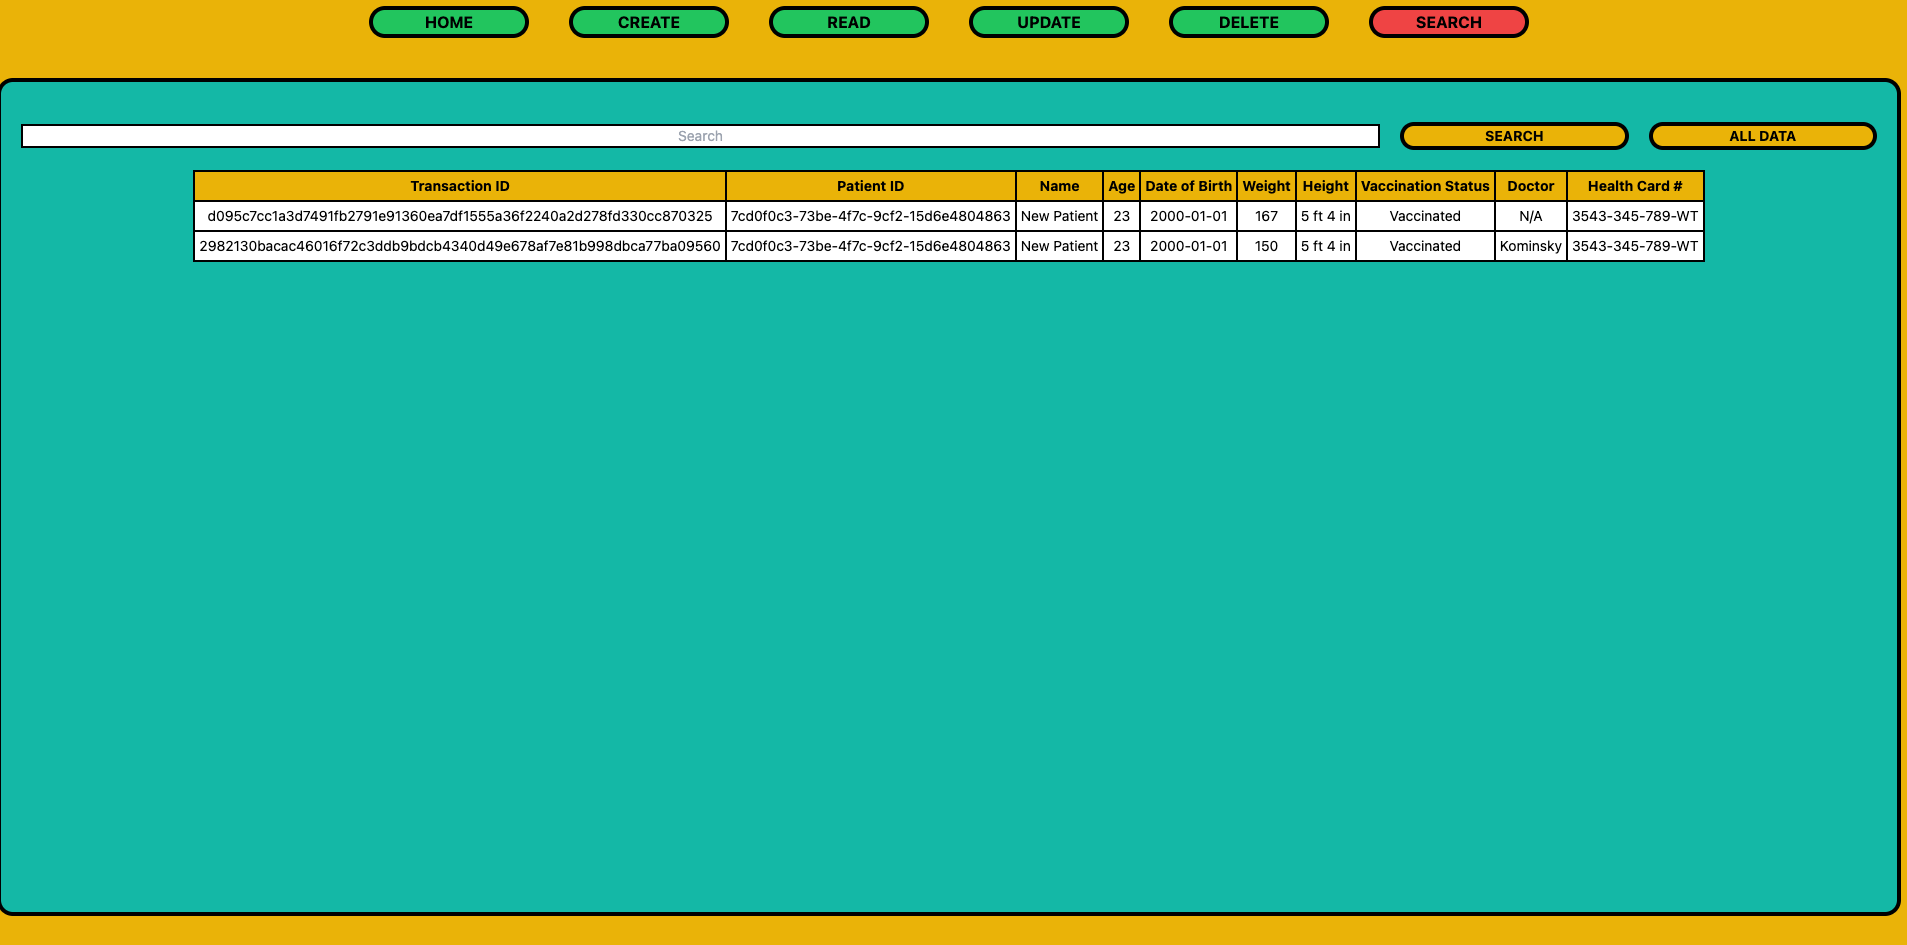 HOME CREATE READ UPDATE DELETE SEARCH
Search SEARCH ALL DATA
Transaction ID Patient ID Name Age Date of Birth Weight Height Vaccination Status Doctor Health Card #
d095c7cc1a3d7491fb2791e91360ea7df1555a36f2240a2d278fd330cc870325 7cd0f0c3-73be-4f7c-9cf2-15d6e4804863 New Patient 23 2000-01-01 167 5 ft 4 in Vaccinated N/A 3543-345-789-WT
2982130bacac46016f72c3ddb9bdcb4340d49e678af7e81b998dbca77ba09560 7cd0f0c3-73be-4f7c-9cf2-15d6e4804863 New Patient 23 2000-01-01 150 5 ft 4 in Vaccinated Kominsky 3543-345-789-WT